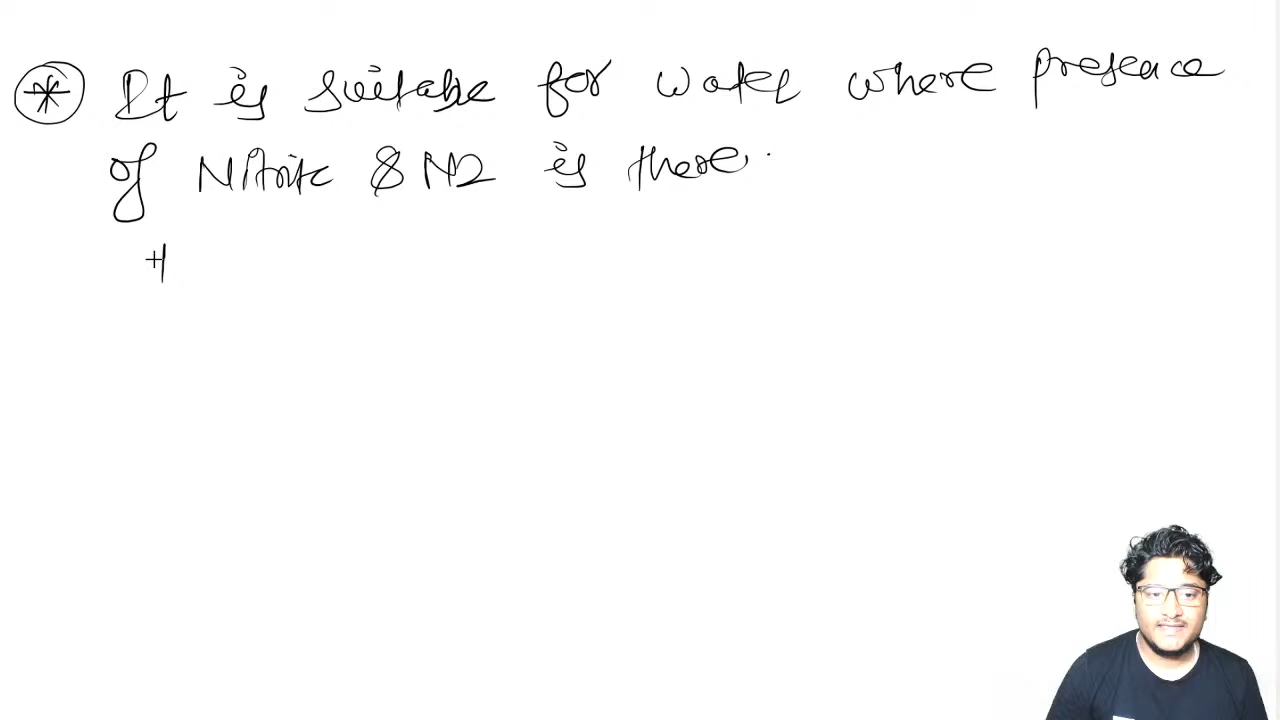 * It is suitable for water where presence
of Nitrite & N2 is there.